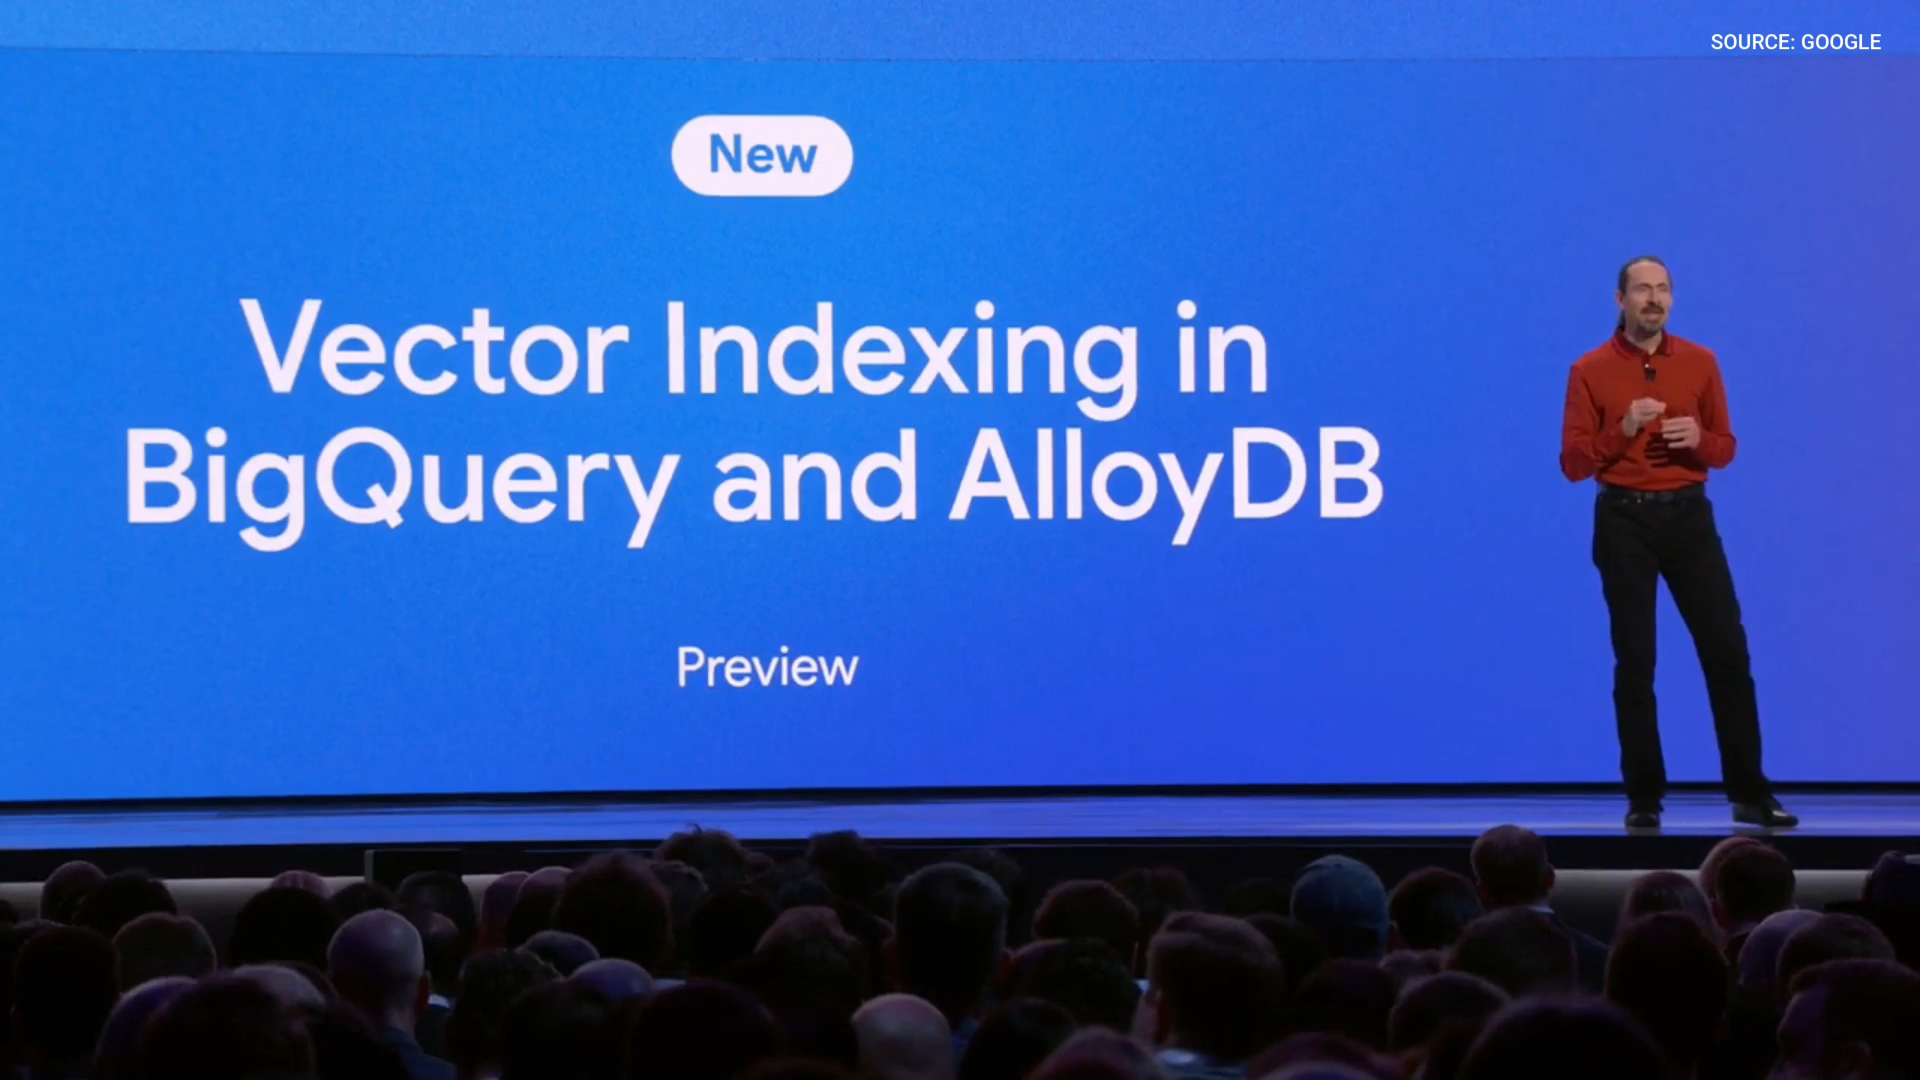 SOURCE: GOOGLE
New
Vector Indexing in
BigQuery and AlloyDB
Preview